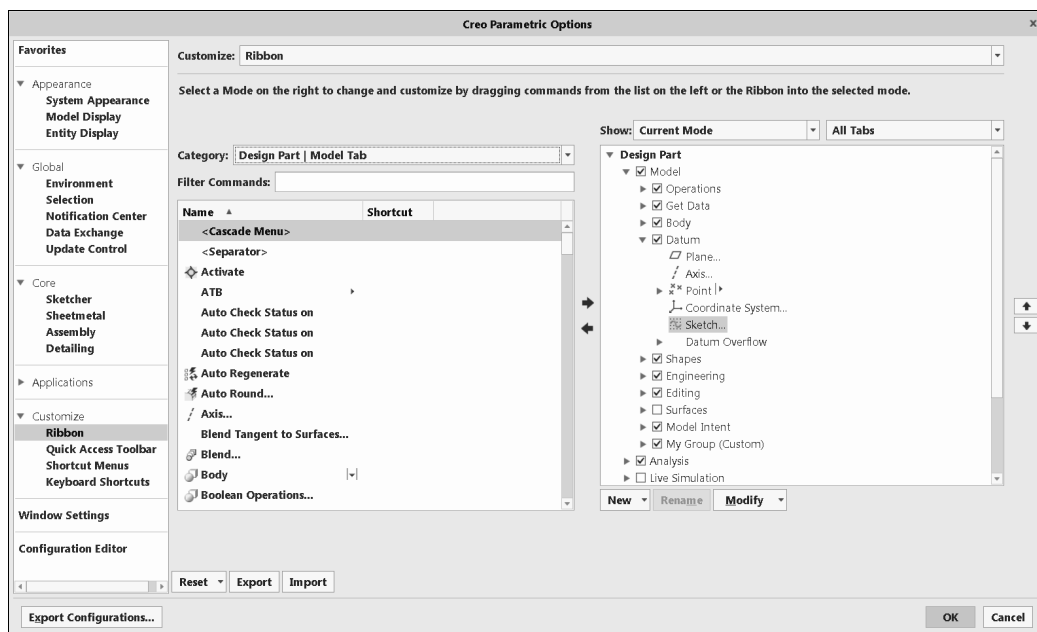 Creo Parametric Options
x
Favorites
Appearance
System Appearance
Model Display
Entity Display
Global
Environment
Selection
Notification Center
Data Exchange
Update Control
Core
Sketcher
Sheetmetal
Assembly
Detailing
Applications
Customize
Ribbon
Quick Access Toolbar
Shortcut Menus
Keyboard Shortcuts
Window Settings
Configuration Editor
Customize: Ribbon
Select a Mode on the right to change and customize by dragging commands from the list on the left or the Ribbon into the selected mode.
Category: Design Part | Model Tab
Filter Commands:
Name Shortcut
<Cascade Menu>
<Separator>
Activate
ATB
Auto Check Status on
Auto Check Status on
Auto Check Status on
Auto Regenerate
Auto Round...
Axis...
Blend Tangent to Surfaces...
Blend...
Body
Boolean Operations...
Show: Current Mode All Tabs
Design Part
Model
Operations
Get Data
Body
Datum
Plane...
Axis...
Point
Coordinate System...
Sketch...
Datum Overflow
Shapes
Engineering
Editing
Surfaces
Model Intent
My Group (Custom)
Analysis
Live Simulation
New Rename Modify
Reset Export Import
Export Configurations...
OK Cancel